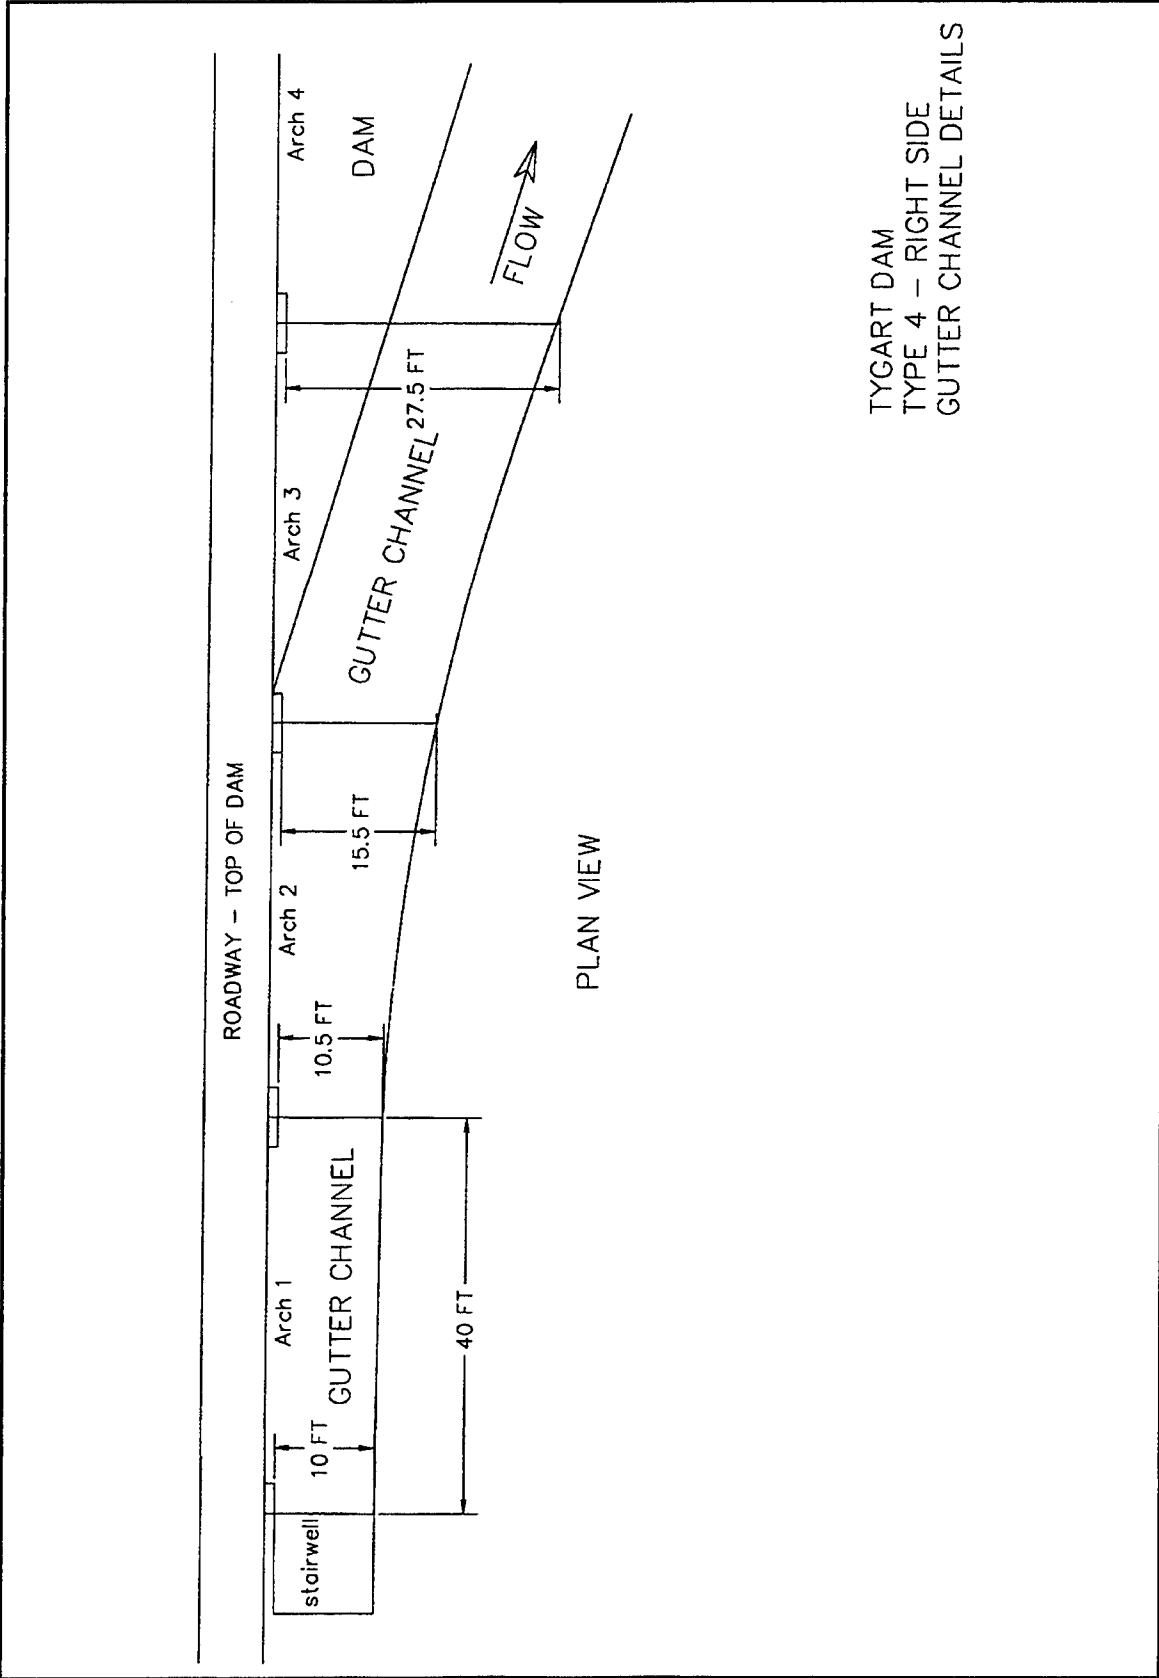 ROADWAY – TOP OF DAM
stairwell
10 FT
Arch 1
GUTTER CHANNEL
40 FT
10.5 FT
Arch 2
15.5 FT
Arch 3
GUTTER CHANNEL
27.5 FT
Arch 4
DAM
FLOW
PLAN VIEW
TYGART DAM
TYPE 4 – RIGHT SIDE
GUTTER CHANNEL DETAILS